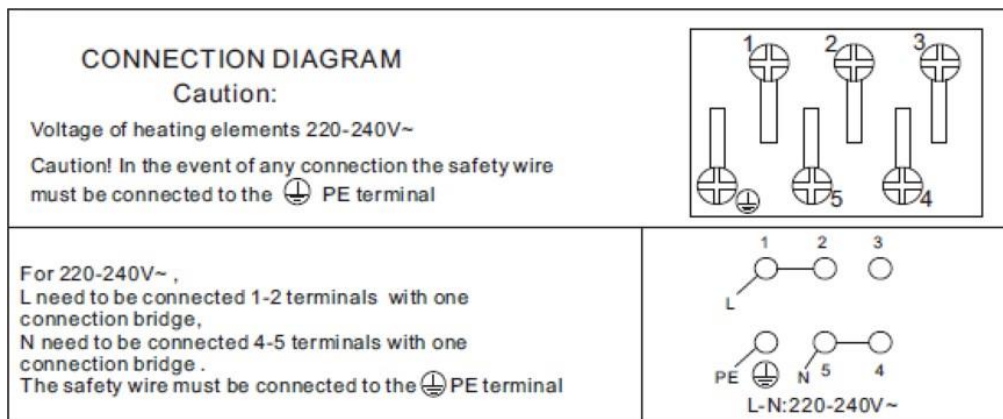 CONNECTION DIAGRAM
Caution:
Voltage of heating elements 220-240V~
Caution! In the event of any connection the safety wire
must be connected to the PE terminal
1 2 3
5 4
For 220-240V~ ,
L need to be connected 1-2 terminals with one
connection bridge,
N need to be connected 4-5 terminals with one
connection bridge .
The safety wire must be connected to the PE terminal
1 2 3
L
PE N 5 4
L-N:220-240V~